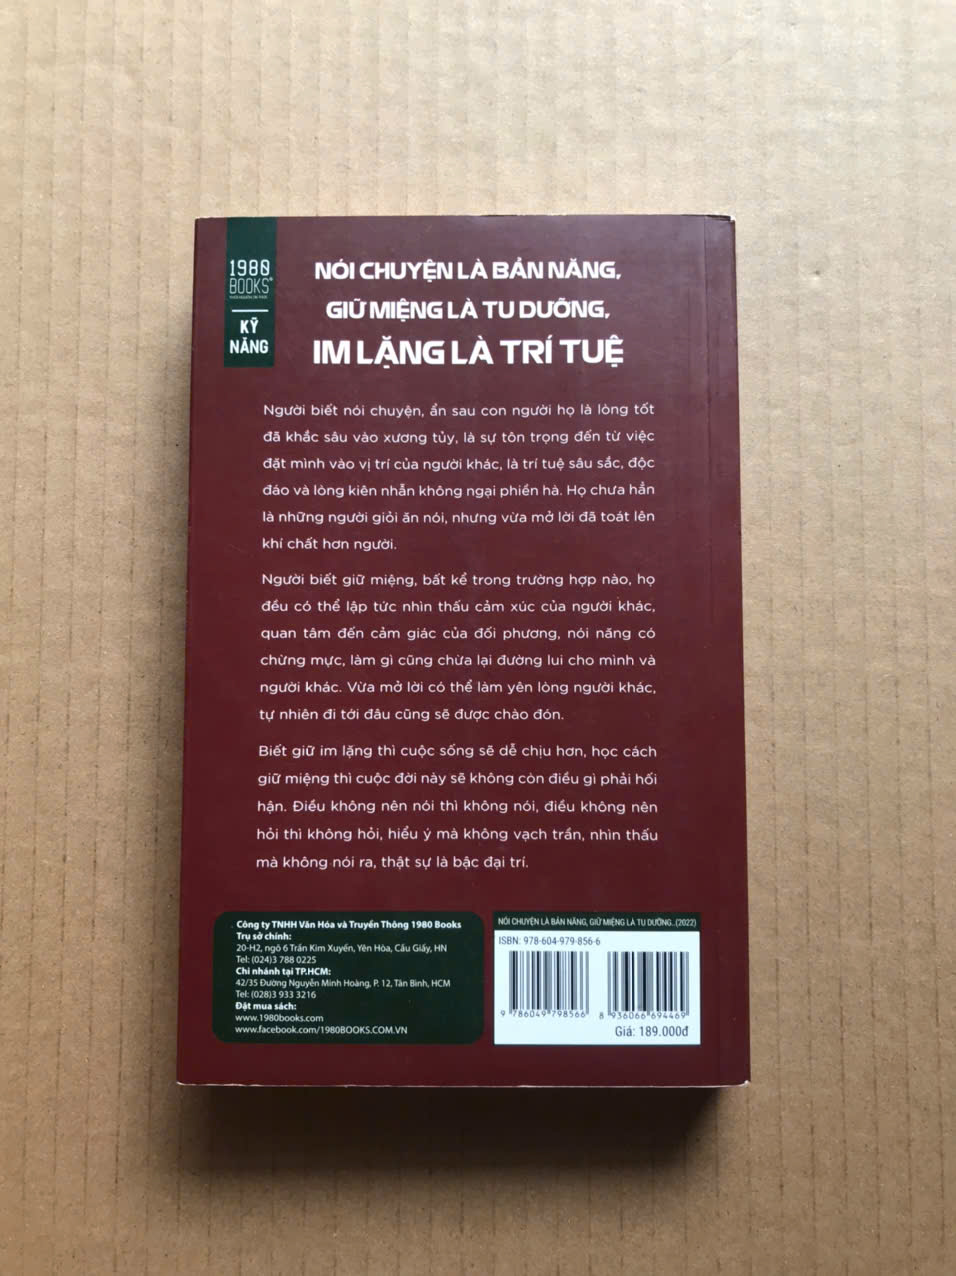 1980
BOOKS®
KỸ
NĂNG
NÓI CHUYỆN LÀ BẢN NĂNG,
GIỮ MIỆNG LÀ TU DƯỠNG,
IM LẶNG LÀ TRÍ TUỆ
Người biết nói chuyện, ẩn sau con người họ là lòng tốt
đã khắc sâu vào xương tủy, là sự tôn trọng đến từ việc
đặt mình vào vị trí của người khác, là trí tuệ sâu sắc, độc
đáo và lòng kiên nhẫn không ngại phiền hà. Họ chưa hẳn
là những người giỏi ăn nói, nhưng vừa mở lời đã toát lên
khí chất hơn người.
Người biết giữ miệng, bất kể trong trường hợp nào, họ
đều có thể lập tức nhìn thấu cảm xúc của người khác,
quan tâm đến cảm giác của đối phương, nói năng có
chừng mực, làm gì cũng chừa lại đường lui cho mình và
người khác. Vừa mở lời có thể làm yên lòng người khác,
tự nhiên đi tới đâu cũng sẽ được chào đón.
Biết giữ im lặng thì cuộc sống sẽ dễ chịu hơn, học cách
giữ miệng thì cuộc đời này sẽ không còn điều gì phải hối
hận. Điều không nên nói thì không nói, điều không nên
hỏi thì không hỏi, hiểu ý mà không vạch trần, nhìn thấu
mà không nói ra, thật sự là bậc đại trí.
Công ty TNHH Văn Hóa và Truyền Thông 1980 Books
Trụ sở chính:
20-H2, ngõ 6 Trần Kim Xuyến, Yên Hòa, Cầu Giấy, HN
Tel: (024)3 788 0225
Chi nhánh tại TP.HCM:
42/35 Đường Nguyễn Minh Hoàng, P. 12, Tân Bình, HCM
Tel: (028)3 933 3216
Đặt mua sách:
www.1980books.com
www.facebook.com/1980BOOKS.COM.VN
NÓI CHUYỆN LÀ BẢN NĂNG, GIỮ MIỆNG LÀ TU DƯỠNG...(2022)
ISBN: 978-604-979-856-6
9 786049 798566 8 936066 694469
Giá: 189.000đ